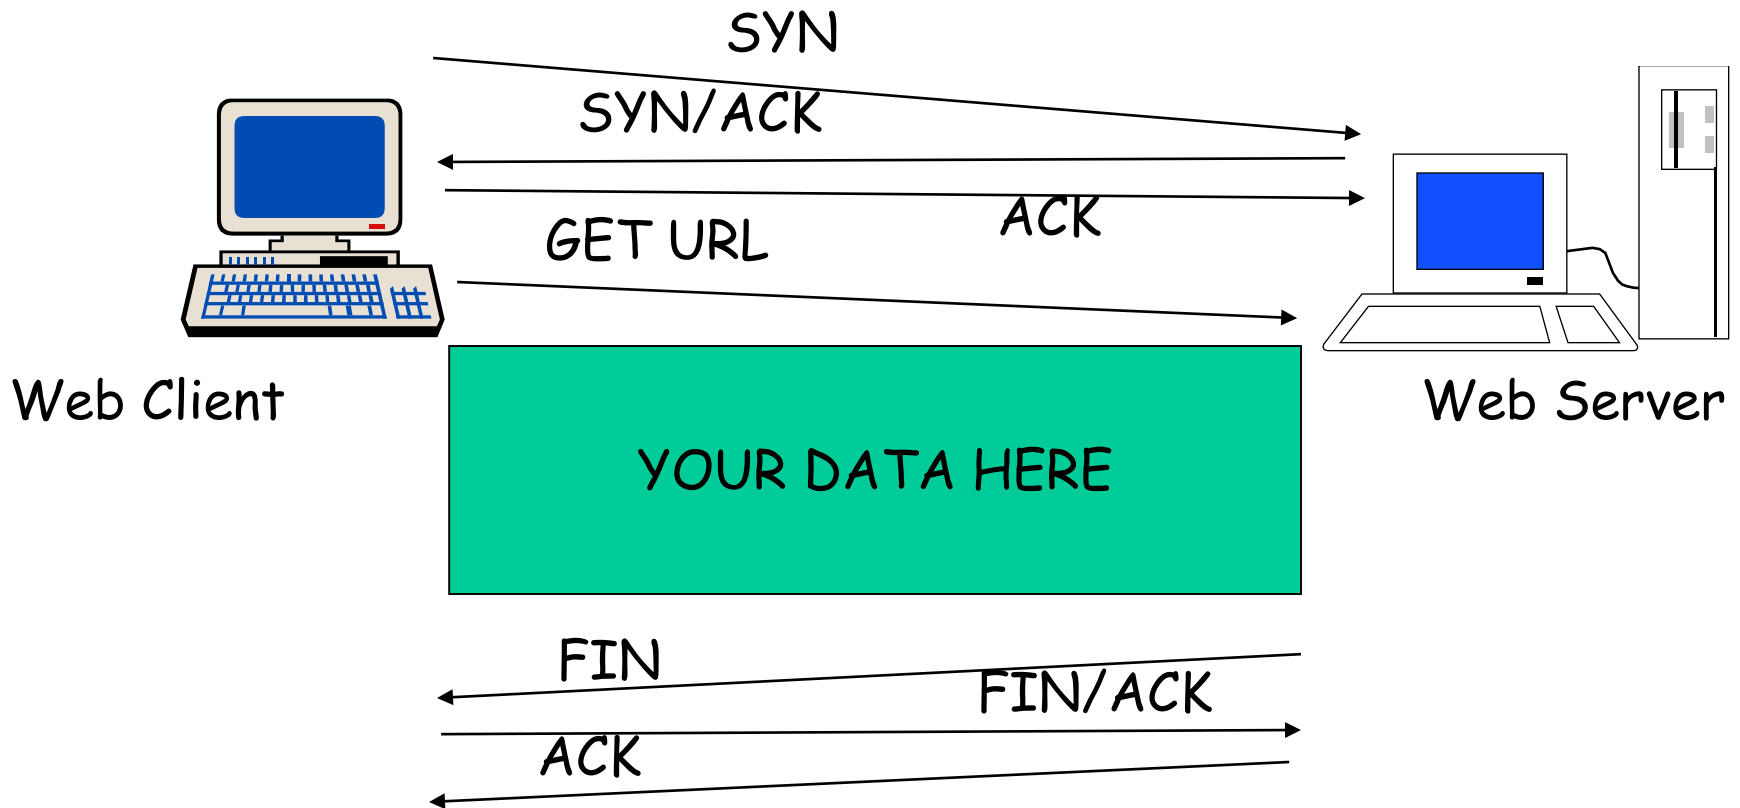 SYN
SYN/ACK
ACK
GET URL
Web Client
Web Server
YOUR DATA HERE
FIN
FIN/ACK
ACK